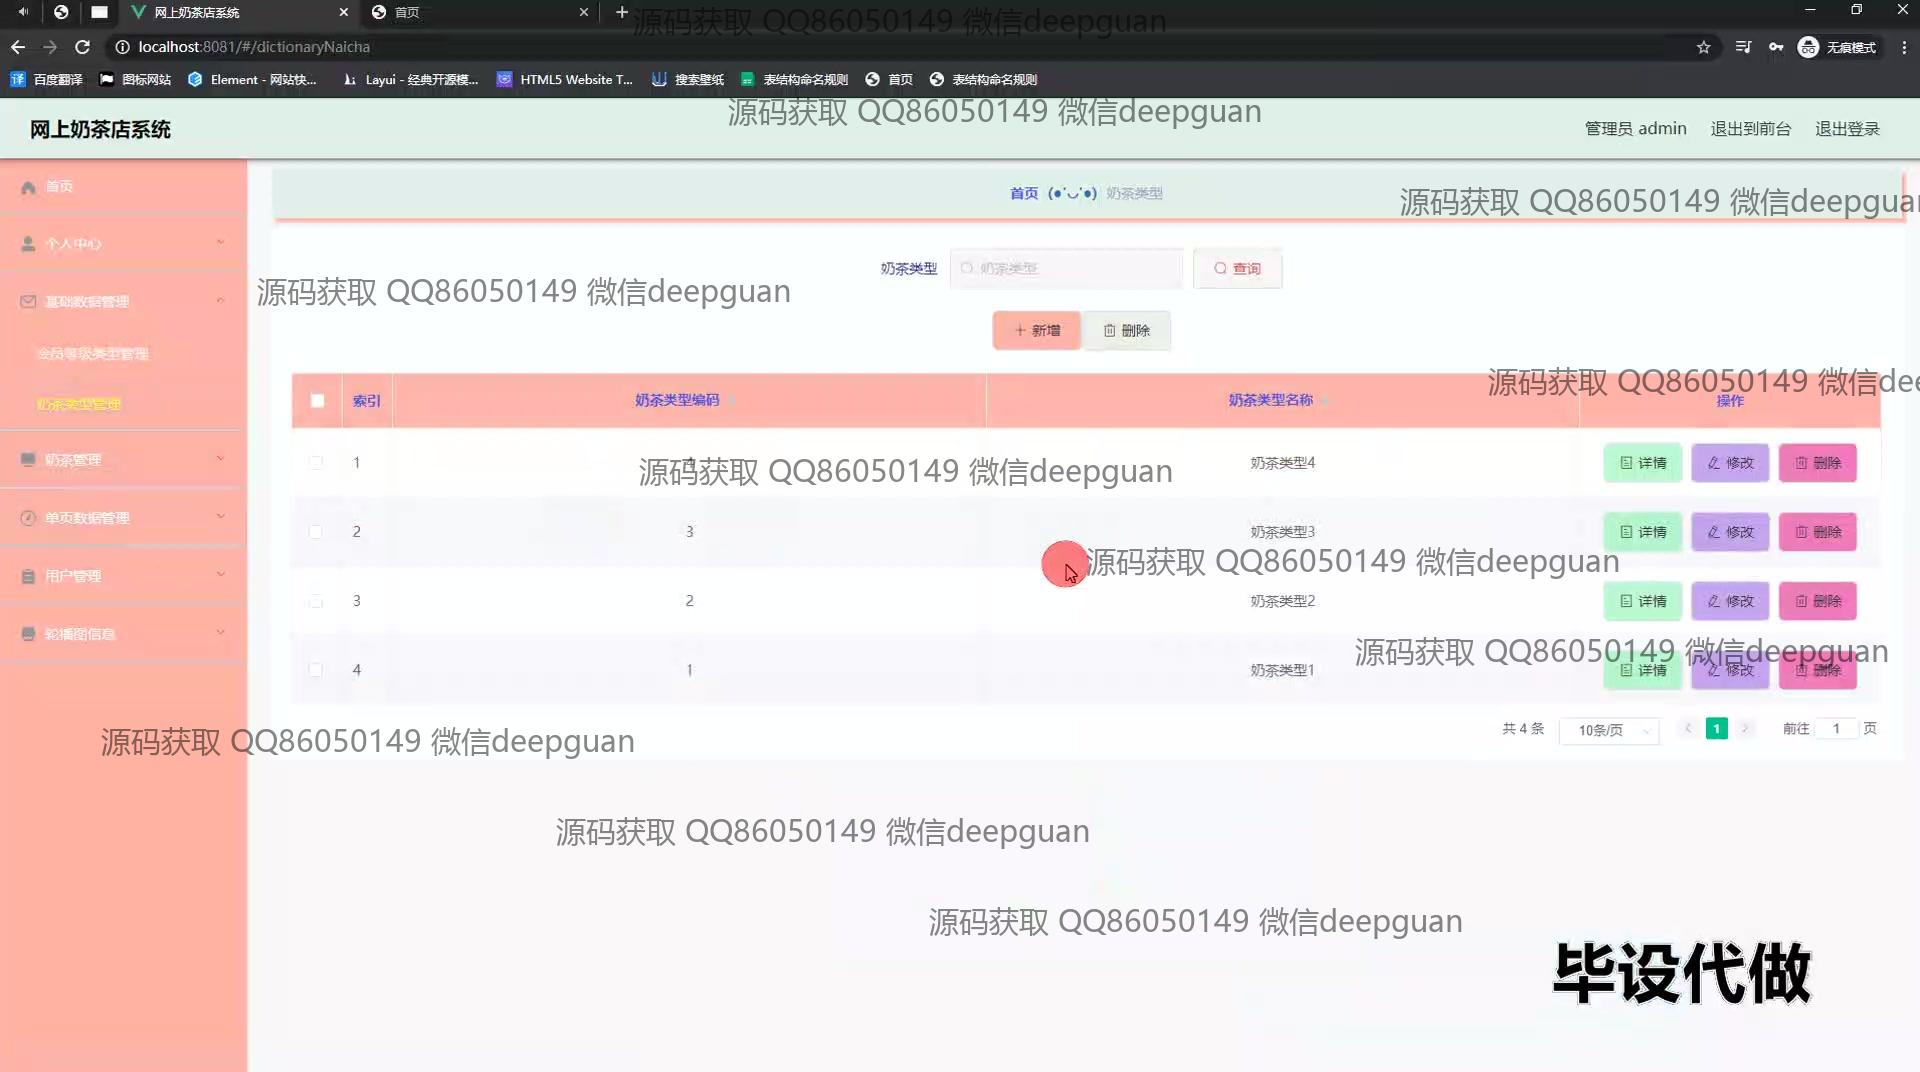 网上奶茶店系统
首页
localhost:8081/#/dictionaryNaicha
无痕模式
百度翻译
图标网站
Element - 网站快...
Layui - 经典开源模...
HTML5 Website T...
搜索壁纸
表结构命名规则
首页
表结构命名规则
源码获取 QQ86050149 微信deepguan
源码获取 QQ86050149 微信deepguan
网上奶茶店系统
管理员 admin
退出到前台
退出登录
首页
个人中心
基础数据管理
会员等级类型管理
奶茶类型管理
奶茶管理
单页数据管理
用户管理
轮播图信息
首页 (●'◡'●) 奶茶类型
源码获取 QQ86050149 微信deepguan
源码获取 QQ86050149 微信deepguan
奶茶类型
奶茶类型
查询
新增
删除
源码获取 QQ86050149 微信dee
索引
奶茶类型编码
奶茶类型名称
操作
1 4 奶茶类型4 详情 修改 删除
源码获取 QQ86050149 微信deepguan
2 3 奶茶类型3 详情 修改 删除
源码获取 QQ86050149 微信deepguan
3 2 奶茶类型2 详情 修改 删除
源码获取 QQ86050149 微信deepguan
4 1 奶茶类型1 详情 修改 删除
共 4 条 10条/页 1 前往 1 页
源码获取 QQ86050149 微信deepguan
源码获取 QQ86050149 微信deepguan
源码获取 QQ86050149 微信deepguan
毕设代做